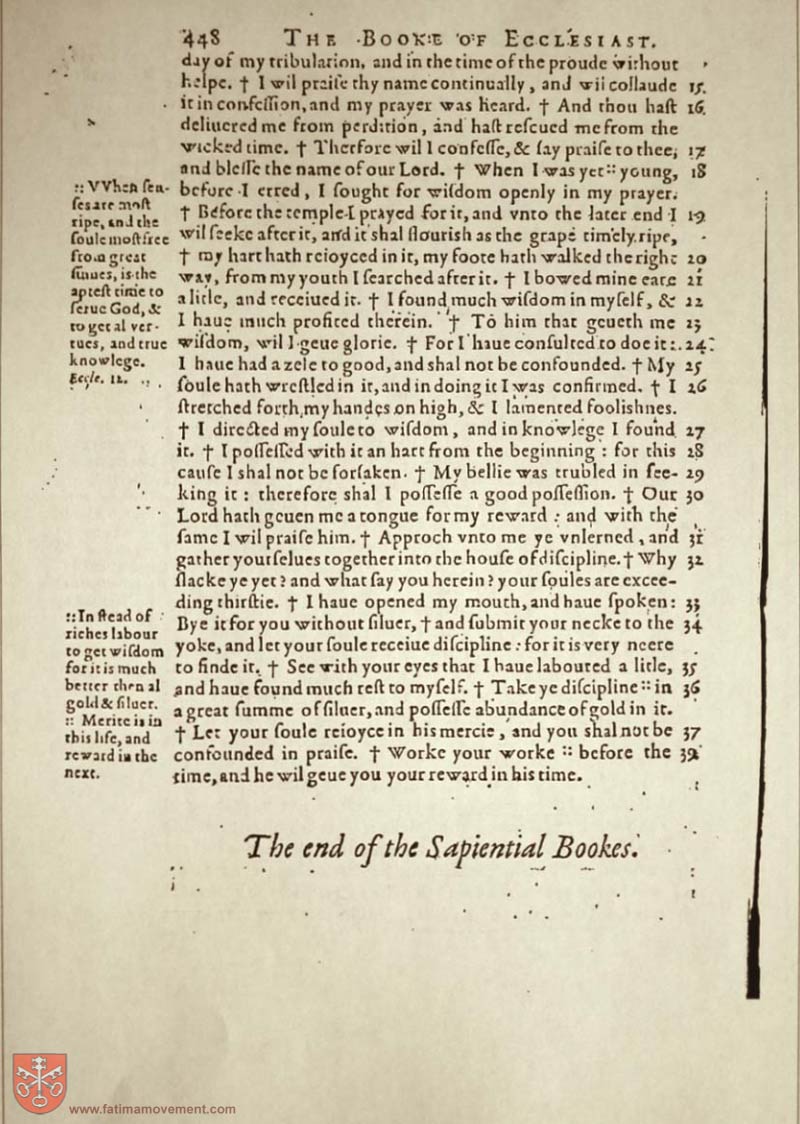 448 THE BOOKE OF ECCLESIAST.
day of my tribulation, and in the time of the proude without
helpe. † I wil praiſe thy name continually, and wil collaude 15.
it in confeſſion, and my prayer was heard. † And thou haſt 16.
deliuered me from perdition, and haſt reſcued me from the
wicked time. † Therfore wil I confeſſe, & ſay praiſe to thee, 17
and bleſſe the name of our Lord. † When I was yet :: young, 18
before I erred, I ſought for wiſdom openly in my prayer.
† Before the temple I prayed for it, and vnto the later end I 19
wil ſeeke after it, and it ſhal floriſh as the grape timely ripe,
† my hart hath reioyced in it, my foote hath walked the right 20
way, from my youth I ſearched after it. † I bowed mine eare 21
a litle, and receiued it. † I found much wiſdom in myſelf, & 22
I haue much profited therein. † To him that geueth me 23
wiſdom, wil I geue glorie. † For I haue conſulted to doe it: 24
I haue had a zele to good, and shal not be confounded. † My 25
ſoule hath wreſtled in it, and in doing it I was confirmed. † I 26
ſtretched forth my handes on high, & I lamented fooliſhnes.
† I directed my ſoule to wiſdom, and in knowlege I found 27
it. † I poſſeſſed with it an hart from the beginning : for this 28
cauſe I shal not be forſaken. † My bellie was trubled in ſee- 29
king it : therefore shal I poſſeſſe a good poſſeſſion. † Our 30
Lord hath geuen me a tongue for my reward : and with the
ſame I wil praiſe him. † Approch vnto me ye vnlerned, and 31
gather yourſelues together into the houſe of diſcipline. † Why 32
ſlacke ye yet? and what ſay you herein? your ſoules are excee-
ding thirſtie. † I haue opened my mouth, and haue ſpoken: 33
Bye it for you without ſiluer, † and ſubmit your necke to the 34
yoke, and let your ſoule receiue diſcipline : for it is very neere
to finde it. † See with your eyes that I haue laboured a litle, 35
and haue found much reſt to myſelf. † Take ye diſcipline :: in 36
a great ſumme of ſiluer, and poſſeſſe abundance of gold in it.
† Let your ſoule reioyce in his mercie, and you shal not be 37
confounded in praiſe. † Worke your worke :: before the 38
time, and he wil geue you your reward in his time.
:: VVhen ſen-
ſes are moſt
ripe, and the
ſoule moſt free
from great
ſinnes, is the
apteſt time to
ſerue God, &
to get al ver-
tues, and true
knowlege.
Eccle. 12.
:: In ſtead of
riches labour
to get wiſdom
for it is much
better then al
gold & ſiluer.
:: Merite is in
this life, and
reward in the
next.
The end of the Sapiential Bookes.
www.fatimamovement.com